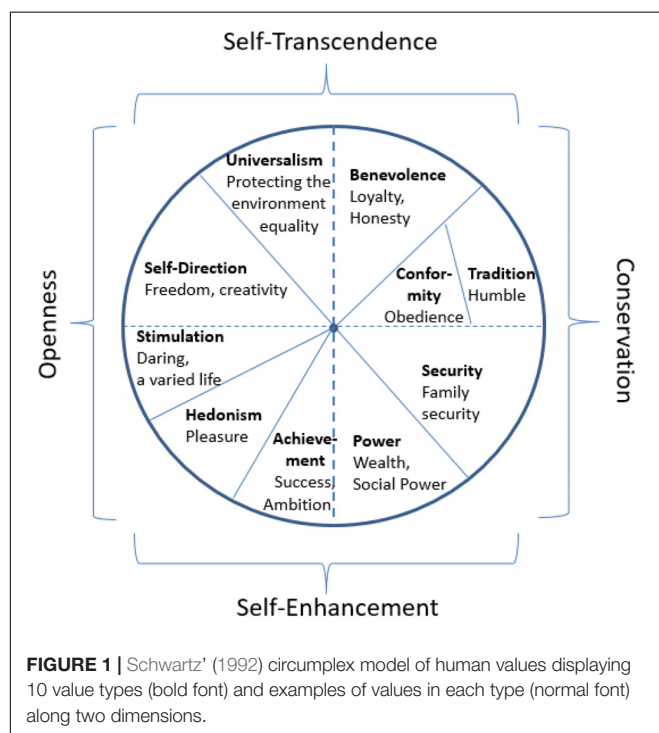 Self-Transcendence
Openness
Conservation
Universalism
Protecting the
environment
equality
Benevolence
Loyalty,
Honesty
Self-Direction
Freedom, creativity
Confor-
mity
Obedience
Tradition
Humble
Stimulation
Daring,
a varied life
Security
Family
security
Hedonism
Pleasure
Achieve-
ment
Success,
Ambition
Power
Wealth,
Social Power
Self-Enhancement
FIGURE 1 | Schwartz' (1992) circumplex model of human values displaying
10 value types (bold font) and examples of values in each type (normal font)
along two dimensions.